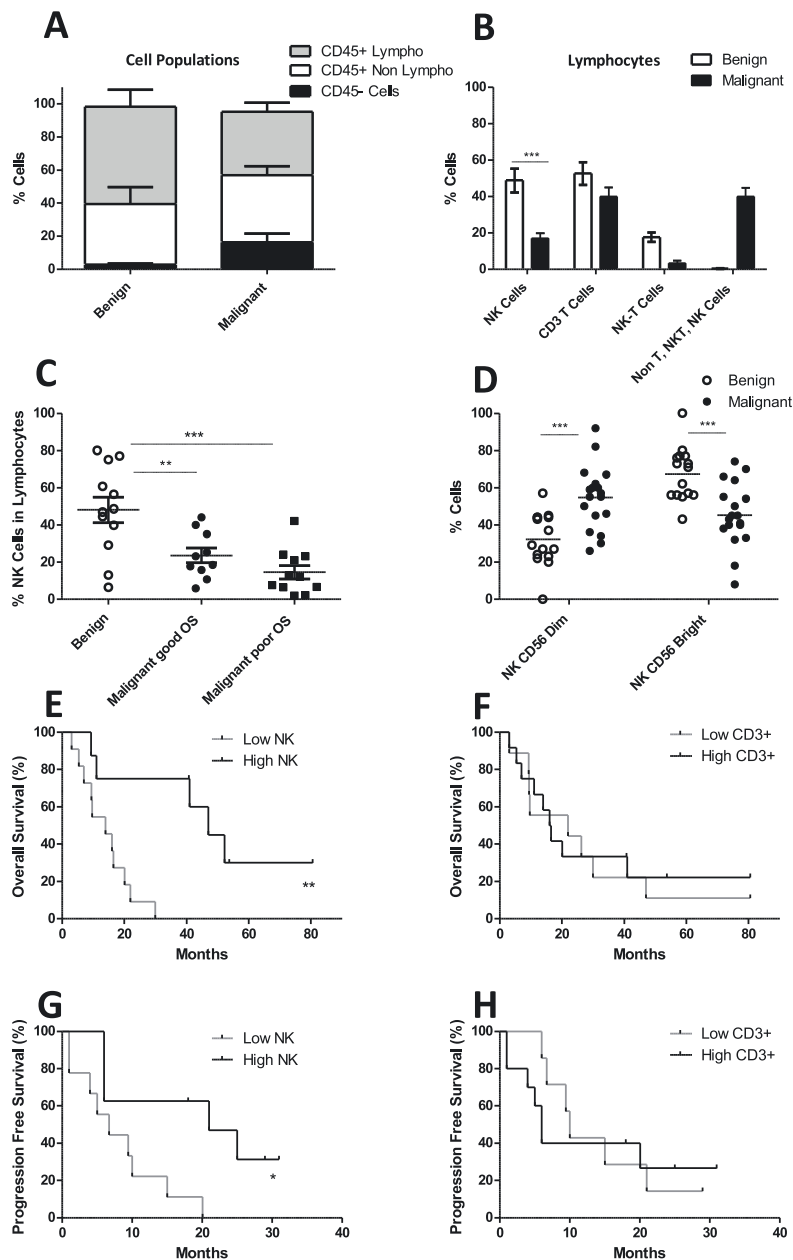 A
Cell Populations
CD45+ Lympho
CD45+ Non Lympho
CD45- Cells
% Cells
100
80
60
40
20
0
Benign
Malignant
B
Lymphocytes
Benign
Malignant
% Cells
100
80
60
40
20
0
***
NK Cells
CD3 T Cells
NK-T Cells
Non T, NKT, NK Cells
C
% NK Cells in Lymphocytes
100
80
60
40
20
0
***
**
Benign
Malignant good OS
Malignant poor OS
D
Benign
Malignant
% Cells
100
80
60
40
20
0
***
***
NK CD56 Dim
NK CD56 Bright
E
Overall Survival (%)
100
80
60
40
20
0
Low NK
High NK
**
0 20 40 60 80
Months
F
Overall Survival (%)
100
80
60
40
20
0
Low CD3+
High CD3+
0 20 40 60 80
Months
G
Progression Free Survival (%)
100
80
60
40
20
0
Low NK
High NK
*
0 10 20 30 40
Months
H
Progression Free Survival (%)
100
80
60
40
20
0
Low CD3+
High CD3+
0 10 20 30 40
Months